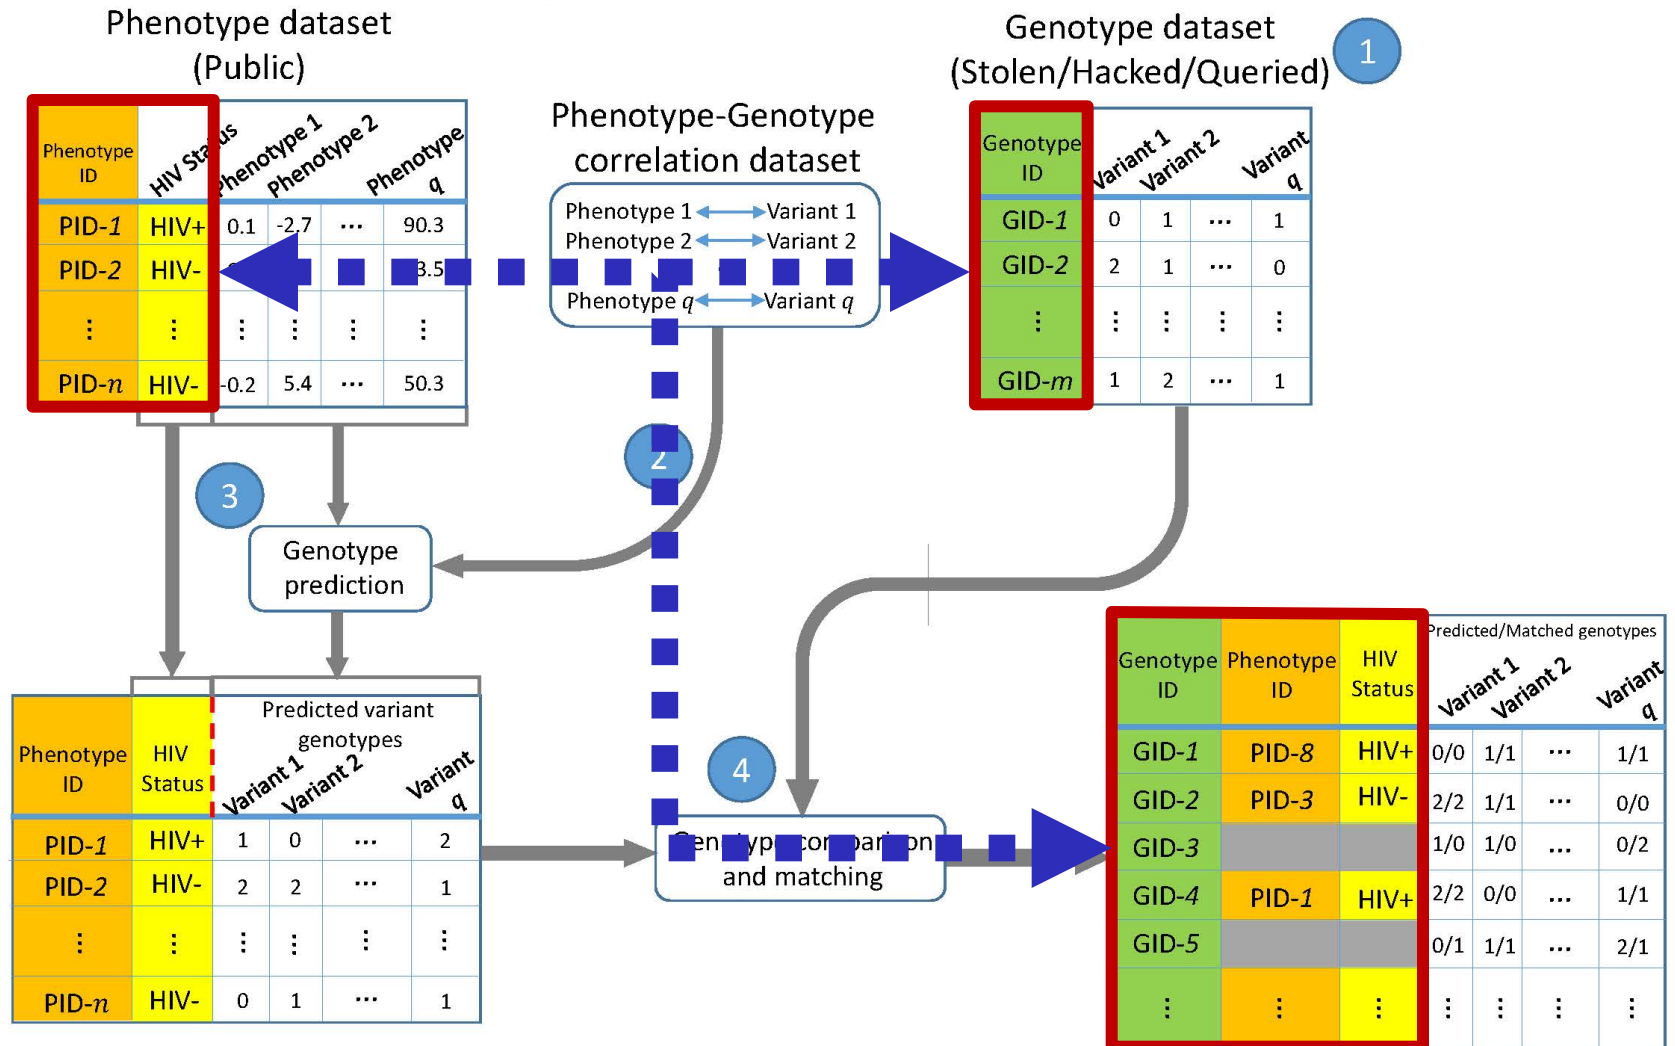 Phenotype dataset
(Public)
Genotype dataset
(Stolen/Hacked/Queried)
1
Phenotype
ID
HIV Status
Phenotype 1
Phenotype 2
Phenotype
q
PID-1 HIV+ 0.1 -2.7 ... 90.3
PID-2 HIV- 3.5
⋮ ⋮ ⋮ ⋮ ⋮ ⋮
PID-n HIV- -0.2 5.4 ... 50.3
Phenotype-Genotype
correlation dataset
Phenotype 1 Variant 1
Phenotype 2 Variant 2
Phenotype q Variant q
Genotype
ID
Variant 1
Variant 2
Variant
q
GID-1 0 1 ... 1
GID-2 2 1 ... 0
⋮ ⋮ ⋮ ⋮ ⋮
GID-m 1 2 ... 1
2
3
Genotype
prediction
Phenotype
ID
HIV
Status
Predicted variant
genotypes
Variant 1
Variant 2
Variant
q
PID-1 HIV+ 1 0 ... 2
PID-2 HIV- 2 2 ... 1
⋮ ⋮ ⋮ ⋮ ⋮ ⋮
PID-n HIV- 0 1 ... 1
4
Genotype comparison
and matching
Genotype
ID
Phenotype
ID
HIV
Status
Predicted/Matched genotypes
Variant 1
Variant 2
Variant
q
GID-1 PID-8 HIV+ 0/0 1/1 ... 1/1
GID-2 PID-3 HIV- 2/2 1/1 ... 0/0
GID-3 1/0 1/0 ... 0/2
GID-4 PID-1 HIV+ 2/2 0/0 ... 1/1
GID-5 0/1 1/1 ... 2/1
⋮ ⋮ ⋮ ⋮ ⋮ ⋮ ⋮